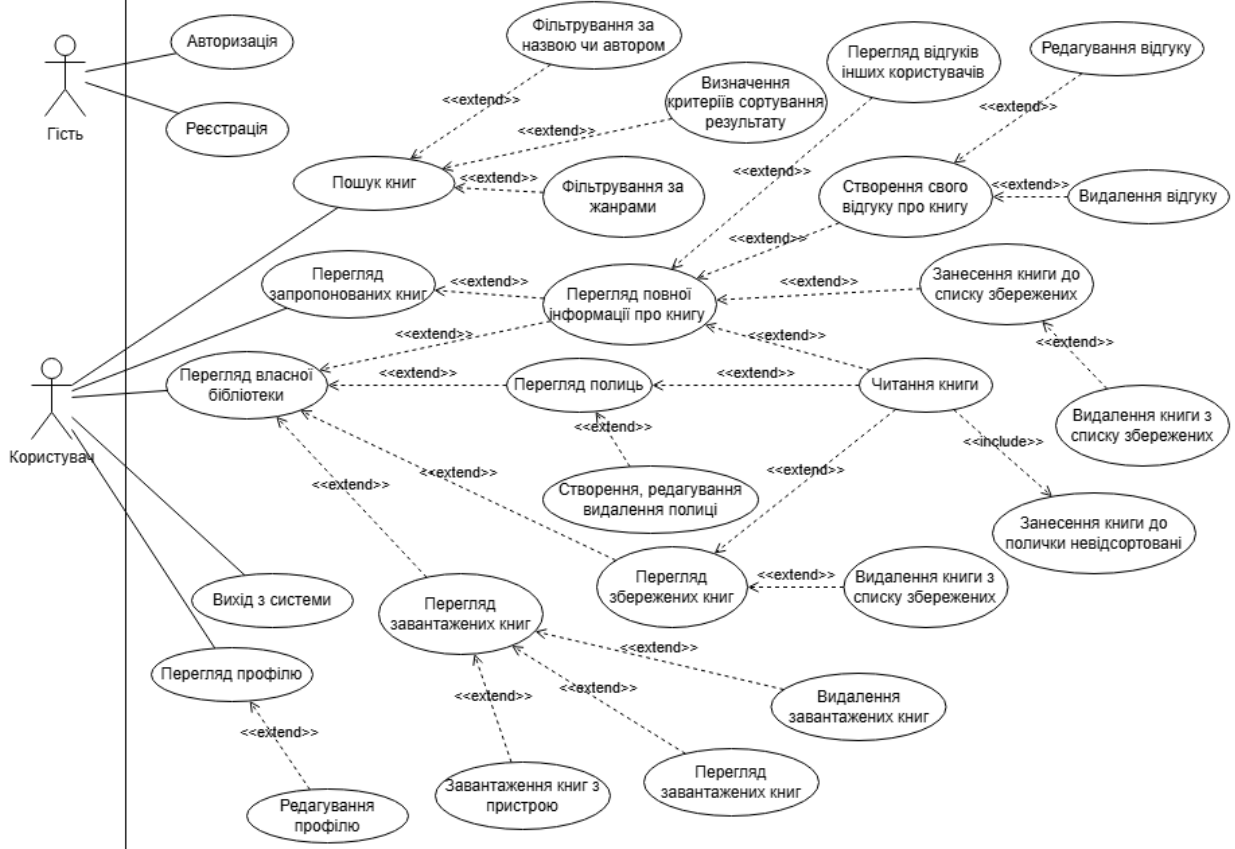 Гість
Авторизація
Реєстрація
Фільтрування за
назвою чи автором
<<extend>>
Визначення
критеріїв сортування
результату
<<extend>>
Пошук книг
<<extend>>
Фільтрування за
жанрами
Перегляд відгуків
інших користувачів
<<extend>>
Редагування відгуку
<<extend>>
Створення свого
відгуку про книгу
<<extend>>
Видалення відгуку
<<extend>>
Перегляд
запропонованих книг
<<extend>>
Перегляд повної
інформації про книгу
<<extend>>
Занесення книги до
списку збережених
<<extend>>
<<extend>>
<<extend>>
Користувач
Перегляд власної
бібліотеки
<<extend>>
Перегляд полиць
<<extend>>
Читання книги
Видалення книги з
списку збережених
<<extend>>
<<include>>
<<extend>>
<<extend>>
<<extend>>
Створення, редагування
видалення полиці
Занесення книги до
полички невідсортовані
Вихід з системи
Перегляд
завантажених книг
Перегляд
збережених книг
<<extend>>
Видалення книги з
списку збережених
Перегляд профілю
<<extend>>
<<extend>>
<<extend>>
<<extend>>
Видалення
завантажених книг
Редагування
профілю
Завантаження книг з
пристрою
Перегляд
завантажених книг